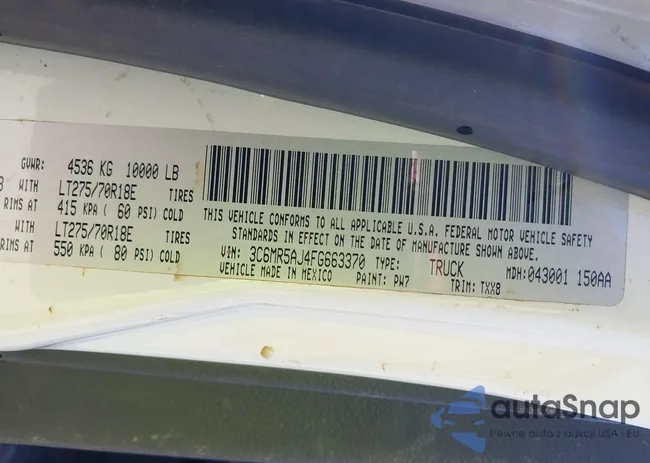 GVWR: 4536 KG 10000 LB
WITH LT275/70R18E TIRES
RIMS AT 415 KPA ( 60 PSI) COLD
WITH LT275/70R18E TIRES
RIMS AT 550 KPA ( 80 PSI) COLD
THIS VEHICLE CONFORMS TO ALL APPLICABLE U.S.A. FEDERAL MOTOR VEHICLE SAFETY
STANDARDS IN EFFECT ON THE DATE OF MANUFACTURE SHOWN ABOVE.
VIN: 3C6MR5AJ4FG663370 TYPE: TRUCK MDH: 043001 150AA
VEHICLE MADE IN MEXICO PAINT: PW7 TRIM: TXX8
autoSnap
Pewne auta z aukcji USA i EU